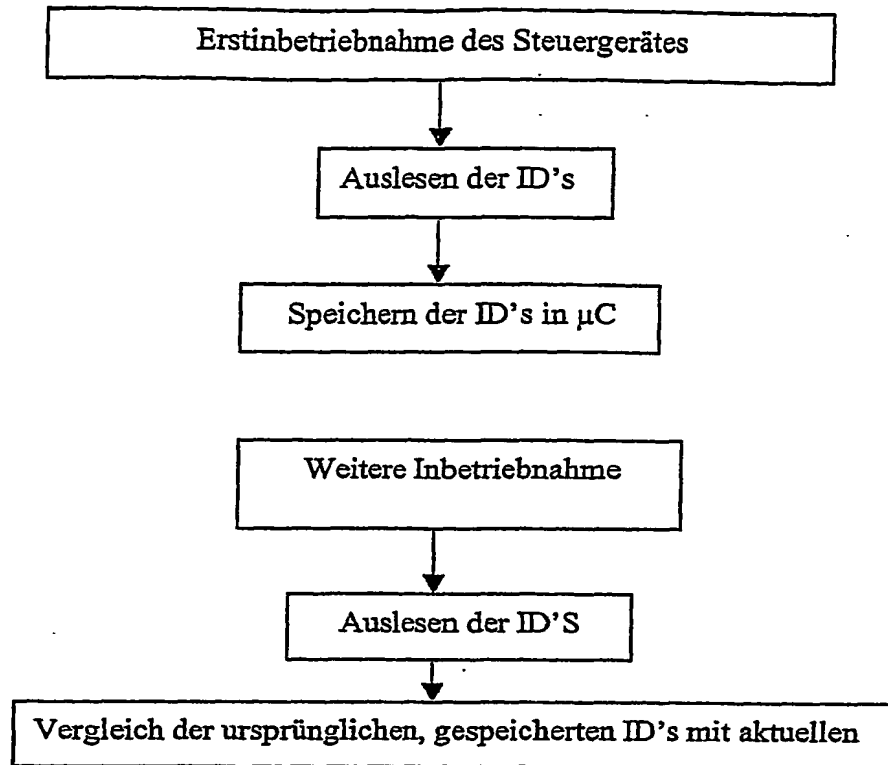 Erstinbetriebnahme des Steuergerätes
Auslesen der ID's
Speichern der ID's in µC
Weitere Inbetriebnahme
Auslesen der ID'S
Vergleich der ursprünglichen, gespeicherten ID's mit aktuellen